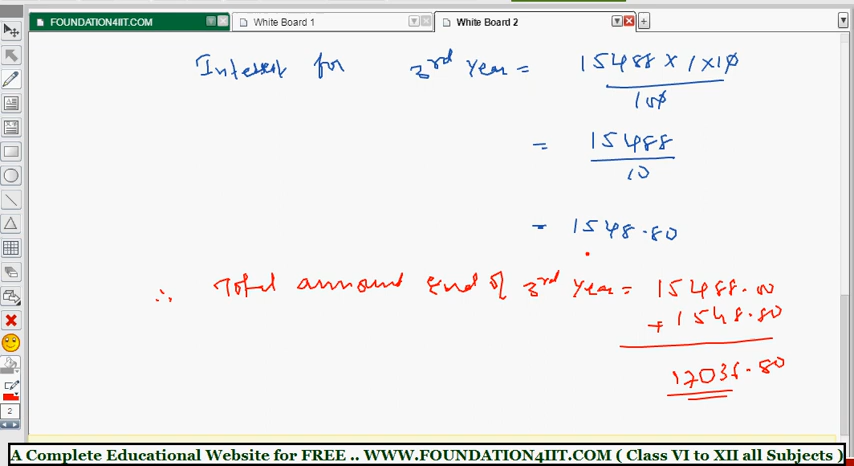 FOUNDATION4IIT.COM White Board 1 White Board 2
Interest for 3rd Year = 15488 × 1 × 10
100
= 15488
10
= 1548.80
∴ Total amount End of 3rd Year = 15488.00
+ 1548.80
17036.80
2
A Complete Educational Website for FREE .. WWW.FOUNDATION4IIT.COM ( Class VI to XII all Subjects )